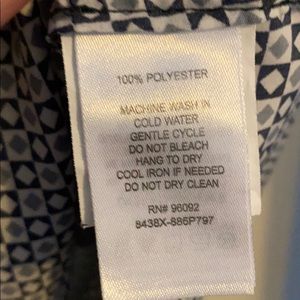 100% POLYESTER
MACHINE WASH IN
COLD WATER
GENTLE CYCLE
DO NOT BLEACH
HANG TO DRY
COOL IRON IF NEEDED
DO NOT DRY CLEAN
RN# 96092
8438X-886P797